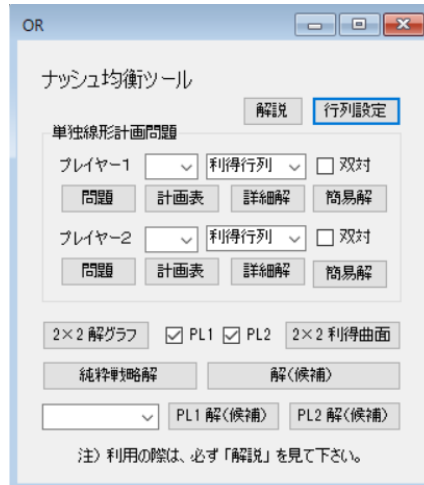 OR
ナッシュ均衡ツール
解説 行列設定
単独線形計画問題
プレイヤー1 利得行列 双対
問題 計画表 詳細解 簡易解
プレイヤー2 利得行列 双対
問題 計画表 詳細解 簡易解
2×2 解グラフ PL1 PL2 2×2 利得曲面
純粋戦略解 解(候補)
PL1 解(候補) PL2 解(候補)
注) 利用の際は、必ず「解説」を見て下さい。